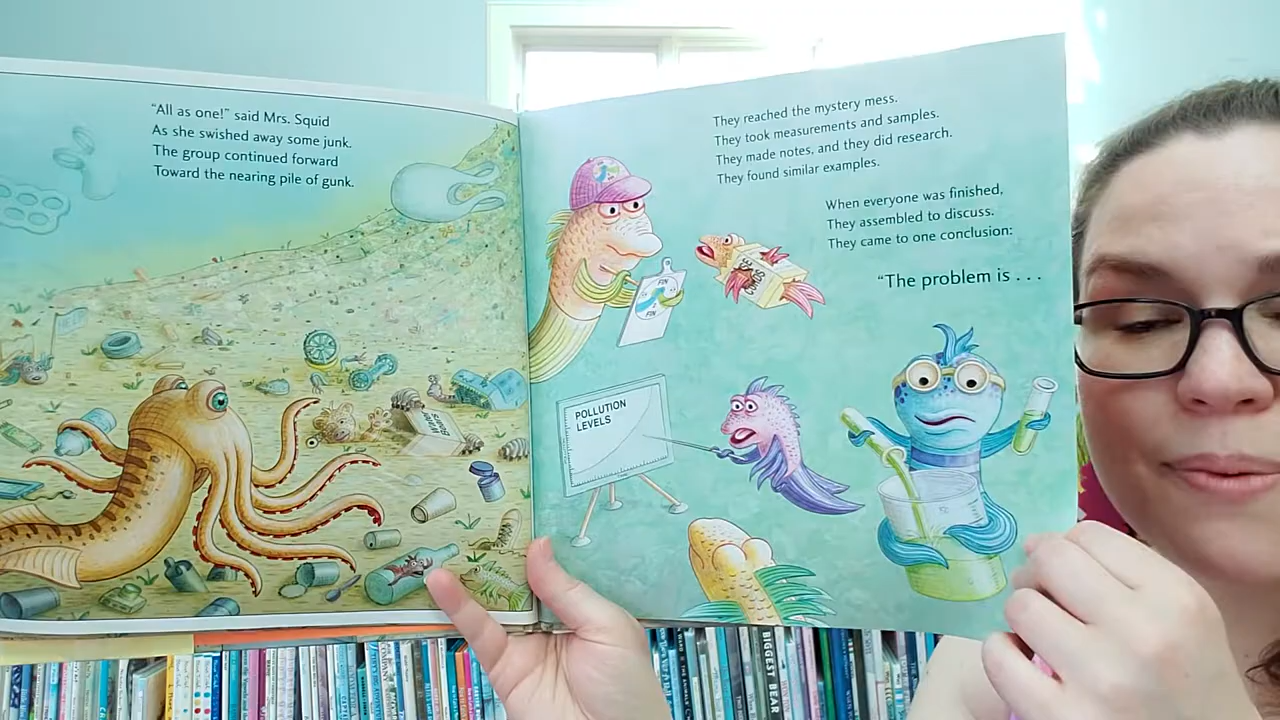 "All as one!" said Mrs. Squid
As she swished away some junk.
The group continued forward
Toward the nearing pile of gunk.
They reached the mystery mess.
They took measurements and samples.
They made notes, and they did research.
They found similar examples.
When everyone was finished,
They assembled to discuss.
They came to one conclusion:
"The problem is . . .
FIN
FIN
POLLUTION
LEVELS
BIGGEST BEAR